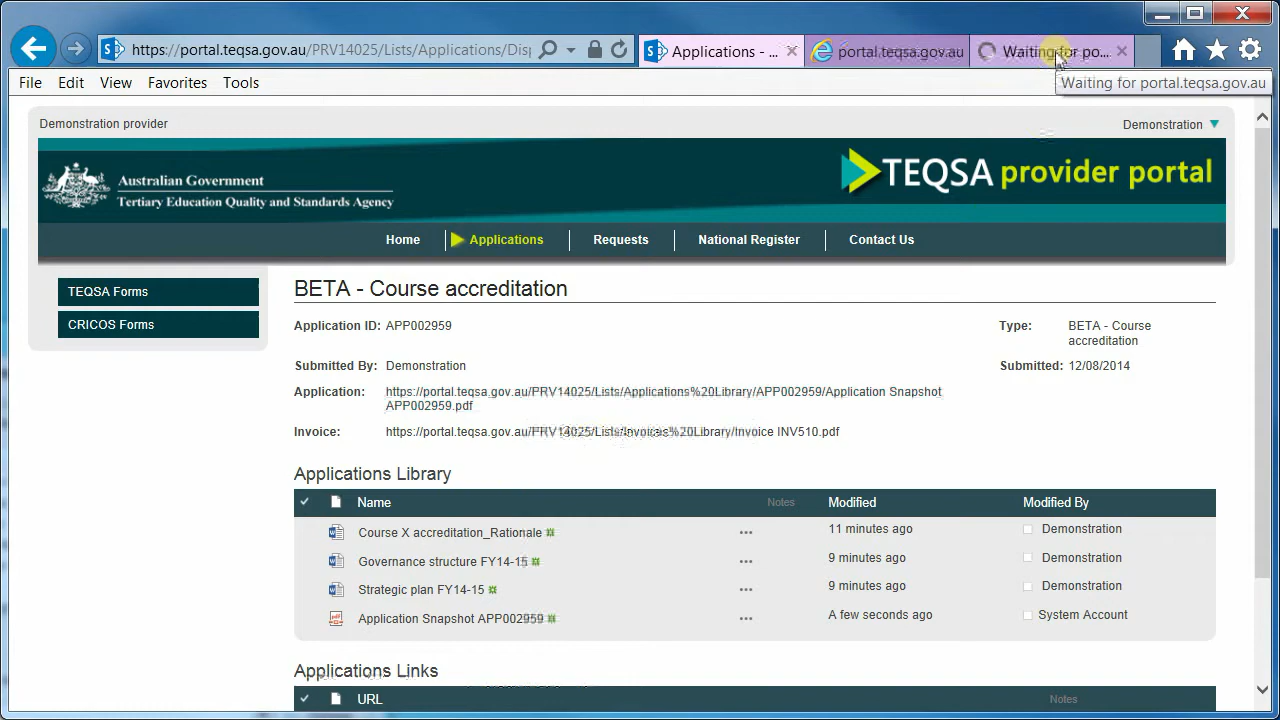 https://portal.teqsa.gov.au/PRV14025/Lists/Applications/Disp
Applications - ...
portal.teqsa.gov.au
Waiting for po...
File Edit View Favorites Tools
Waiting for portal.teqsa.gov.au
Demonstration provider
Demonstration
Australian Government
Tertiary Education Quality and Standards Agency
TEQSA provider portal
Home
Applications
Requests
National Register
Contact Us
TEQSA Forms
CRICOS Forms
BETA - Course accreditation
Application ID: APP002959
Type: BETA - Course
accreditation
Submitted By: Demonstration
Submitted: 12/08/2014
Application: https://portal.teqsa.gov.au/PRV14025/Lists/Applications%20Library/APP002959/Application Snapshot
APP002959.pdf
Invoice: https://portal.teqsa.gov.au/PRV14025/Lists/Invoices%20Library/Invoice INV510.pdf
Applications Library
Name Notes Modified Modified By
Course X accreditation_Rationale ... 11 minutes ago Demonstration
Governance structure FY14-15 ... 9 minutes ago Demonstration
Strategic plan FY14-15 ... 9 minutes ago Demonstration
Application Snapshot APP002959 ... A few seconds ago System Account
Applications Links
URL Notes